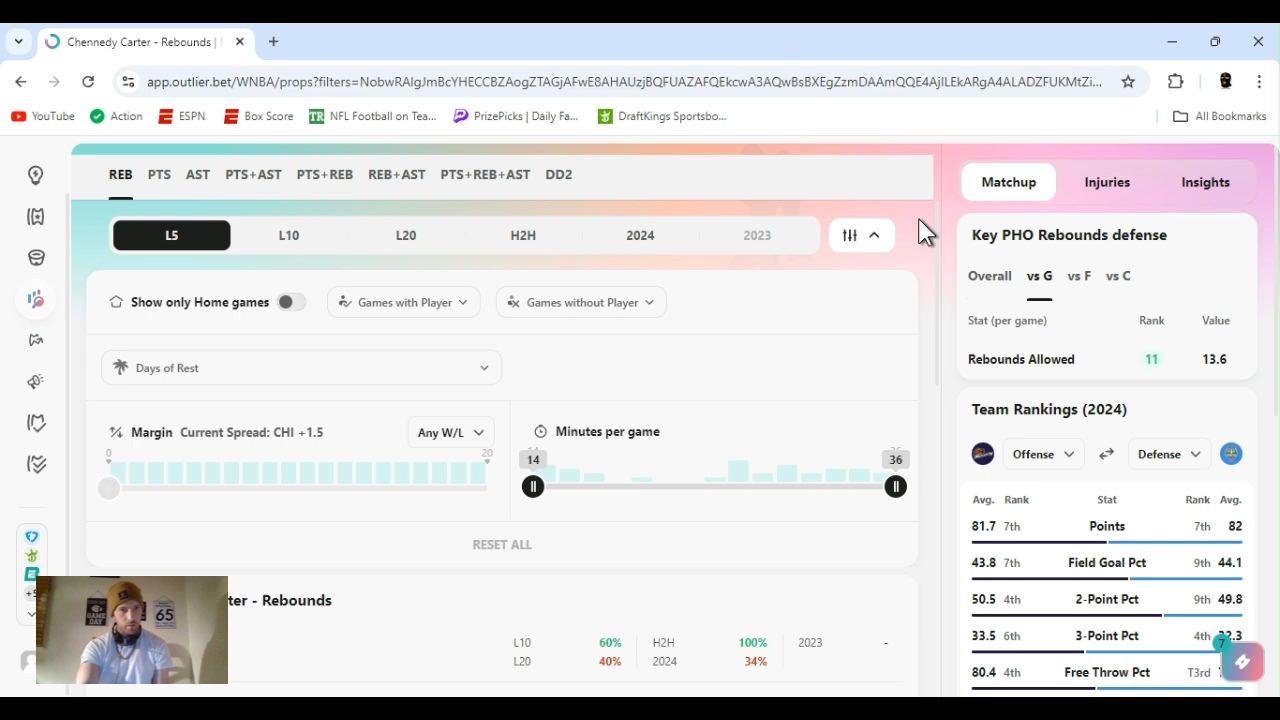 Chennedy Carter - Rebounds |
app.outlier.bet/WNBA/props?filters=NobwRAlgJmBcYHECCBZAogZTAGjAFwE8AHAUzjBQFUAZAFQEkcwA3AQwBsBXEgZzmDAAmQQE4AjILEkARgA4ALADZFUKMtZi...
YouTube Action ESPN Box Score NFL Football on Tea... PrizePicks | Daily Fa... DraftKings Sportsbo... All Bookmarks
REB PTS AST PTS+AST PTS+REB REB+AST PTS+REB+AST DD2
L5 L10 L20 H2H 2024 2023
Show only Home games Games with Player Games without Player
Days of Rest
Margin Current Spread: CHI +1.5 Any W/L
0 20
Minutes per game
14 36
RESET ALL
ter - Rebounds
L10 60% H2H 100% 2023 -
L20 40% 2024 34%
GAME DAY
65
Matchup Injuries Insights
Key PHO Rebounds defense
Overall vs G vs F vs C
Stat (per game) Rank Value
Rebounds Allowed 11 13.6
Team Rankings (2024)
Offense Defense
Avg. Rank Stat Rank Avg.
81.7 7th Points 7th 82
43.8 7th Field Goal Pct 9th 44.1
50.5 4th 2-Point Pct 9th 49.8
33.5 6th 3-Point Pct 4th
7
80.4 4th Free Throw Pct T3rd